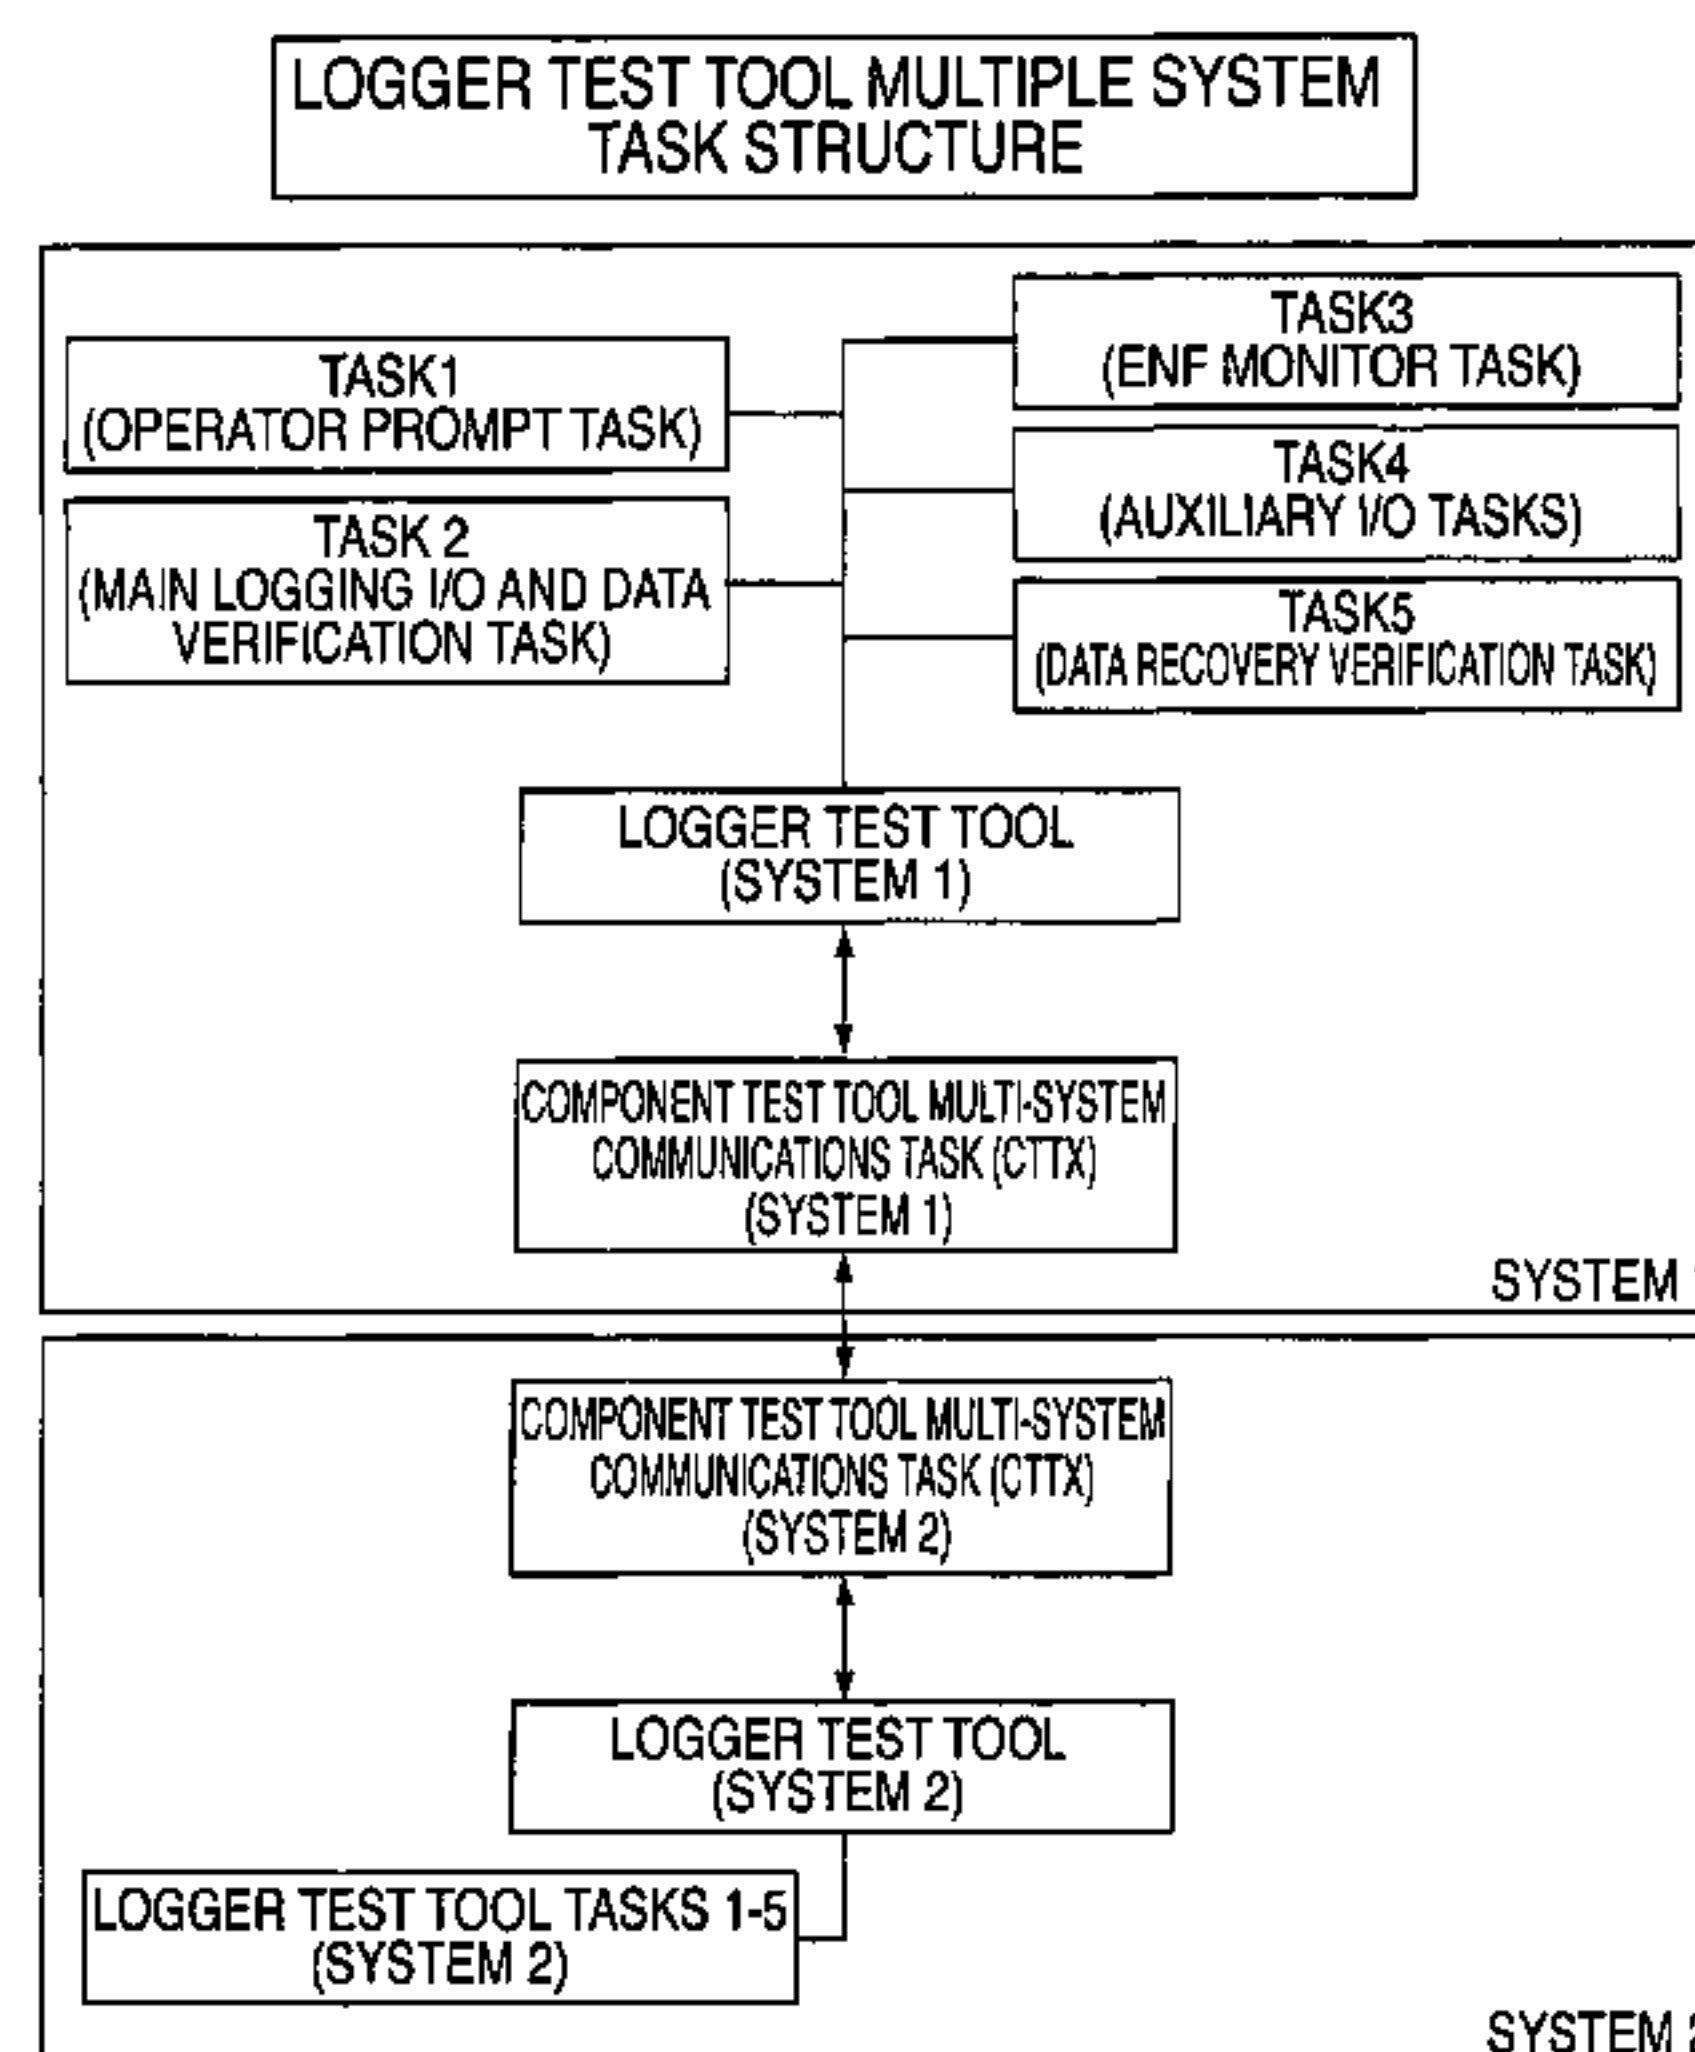 LOGGER TEST TOOL MULTIPLE SYSTEM
TASK STRUCTURE
TASK1
(OPERATOR PROMPT TASK)
TASK 2
(MAIN LOGGING I/O AND DATA
VERIFICATION TASK)
TASK3
(ENF MONITOR TASK)
TASK4
(AUXILIARY I/O TASKS)
TASK5
(DATA RECOVERY VERIFICATION TASK)
LOGGER TEST TOOL
(SYSTEM 1)
COMPONENT TEST TOOL MULTI-SYSTEM
COMMUNICATIONS TASK (CTTX)
(SYSTEM 1)
SYSTEM
COMPONENT TEST TOOL MULTI-SYSTEM
COMMUNICATIONS TASK (CTTX)
(SYSTEM 2)
LOGGER TEST TOOL
(SYSTEM 2)
LOGGER TEST TOOL TASKS 1-5
(SYSTEM 2)
SYSTEM 2